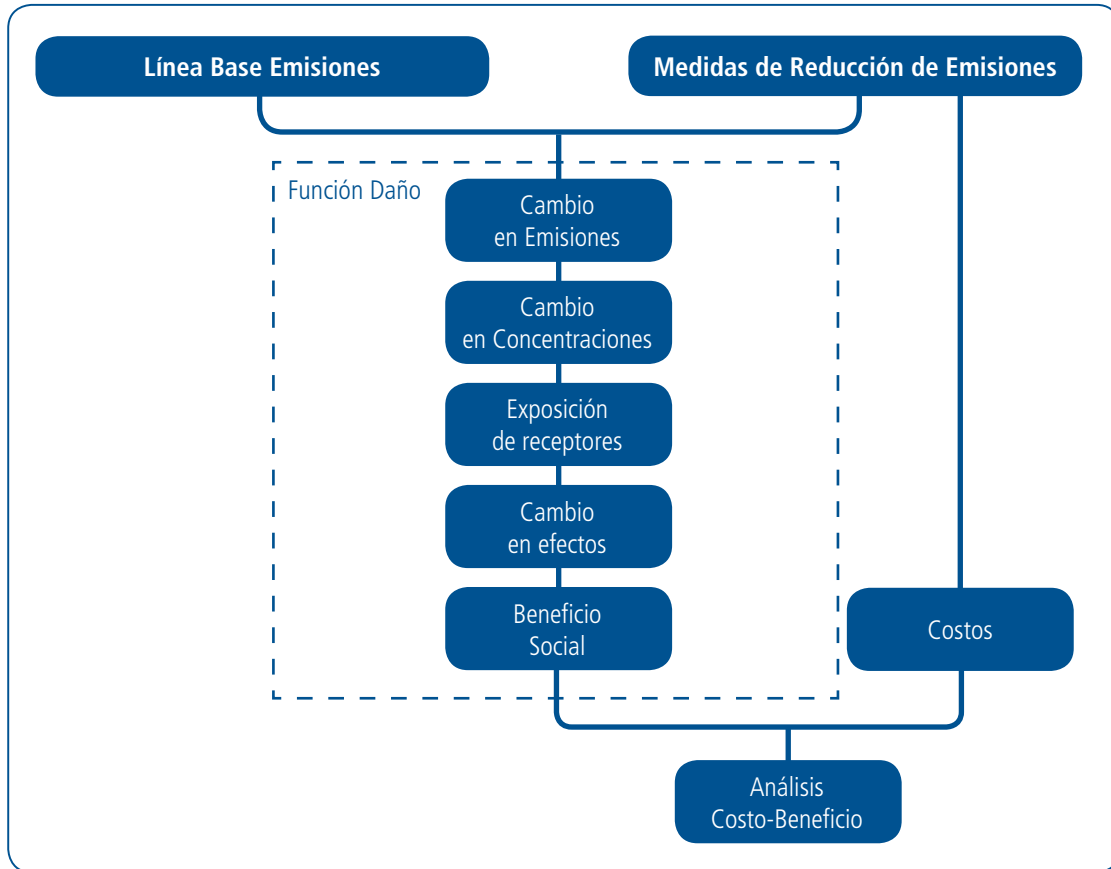 Línea Base Emisiones
Medidas de Reducción de Emisiones
Función Daño
Cambio
en Emisiones
Cambio
en Concentraciones
Exposición
de receptores
Cambio
en efectos
Beneficio
Social
Costos
Análisis
Costo-Beneficio